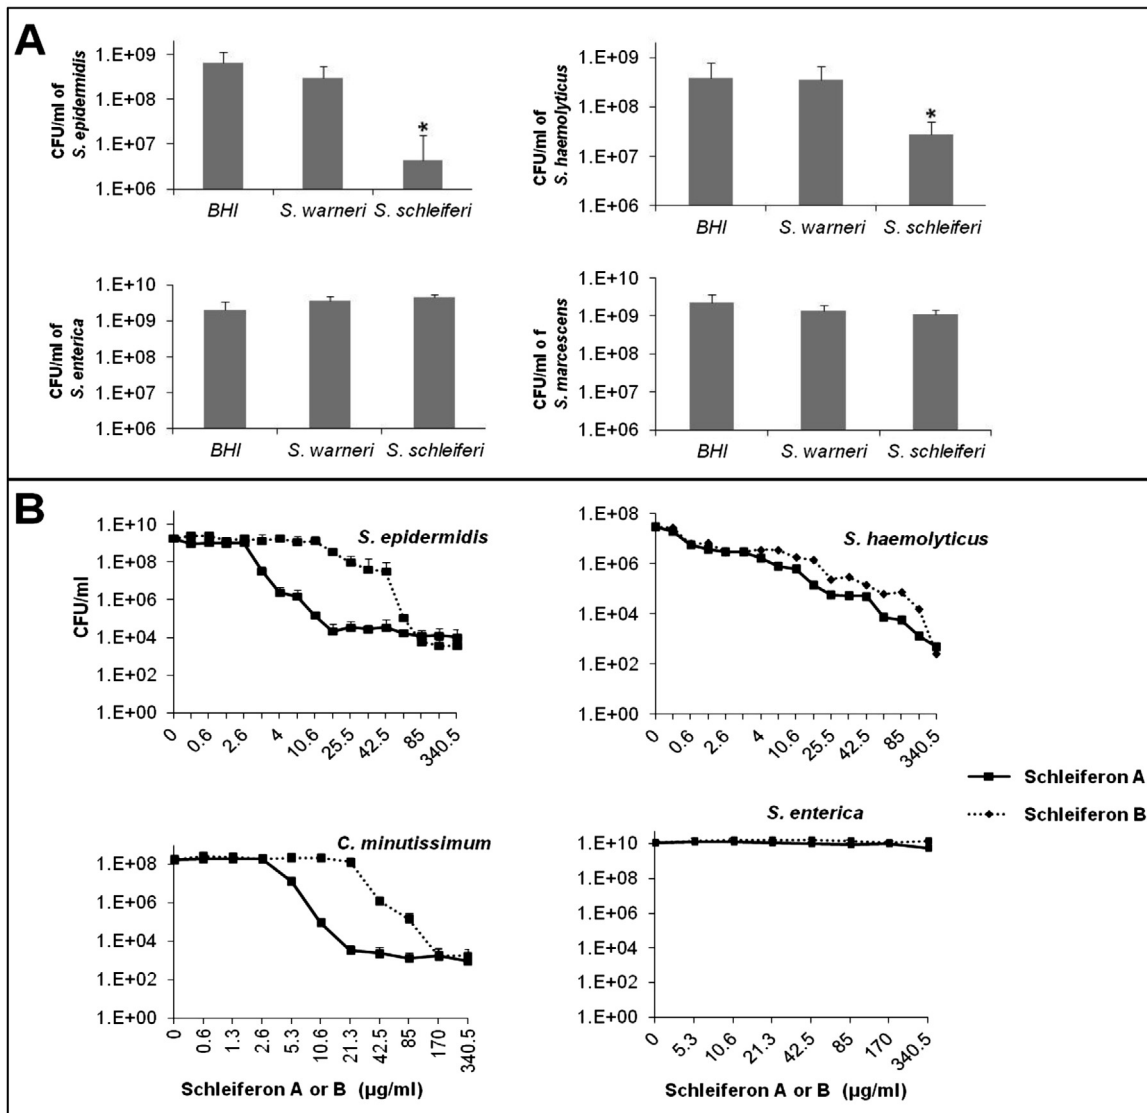 A
CFU/ml of
S. epidermidis
1.E+09
1.E+08
1.E+07
1.E+06
*
BHI
S. warneri
S. schleiferi
CFU/ml of
S. haemolyticus
1.E+09
1.E+08
1.E+07
1.E+06
*
BHI
S. warneri
S. schleiferi
CFU/ml of
S. enterica
1.E+10
1.E+09
1.E+08
1.E+07
1.E+06
BHI
S. warneri
S. schleiferi
CFU/ml o f
S. marcescens
1.E+10
1.E+09
1.E+08
1.E+07
1.E+06
BHI
S. warneri
S. schleiferi
B
CFU/ml
S. epidermidis
1.E+10
1.E+08
1.E+06
1.E+04
1.E+02
1.E+00
0 0.6 2.6 4 10.6 25.5 42.5 85 340.5
S. haemolyticus
1.E+08
1.E+06
1.E+04
1.E+02
1.E+00
0 0.6 2.6 4 10.6 25.5 42.5 85 340.5
Schleiferon A
Schleiferon B
C. minutissimum
1.E+08
1.E+06
1.E+04
1.E+02
1.E+00
0 0.6 1.3 2.6 5.3 10.6 21.3 42.5 85 170 340.5
Schleiferon A or B (µg/ml)
S. enterica
1.E+10
1.E+08
1.E+06
1.E+04
1.E+02
1.E+00
0 5.3 10.6 21.3 42.5 85 170 340.5
Schleiferon A or B (µg/ml)